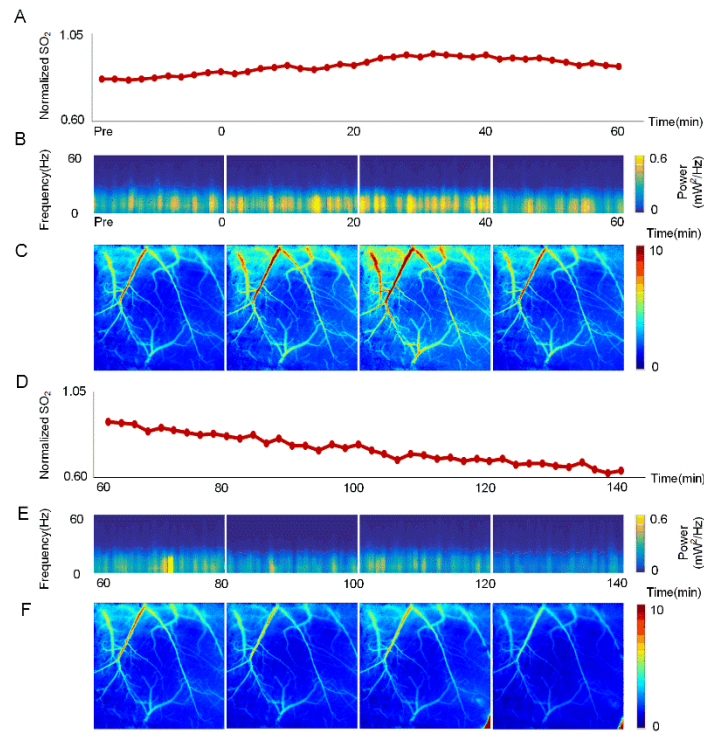 A
Normalized SO2
1.05
0.60
Pre 0 20 40 60
Time(min)
B
Frequency(Hz)
60
0
Pre 0 20 40 60
Time(min)
0.6
0
Power
(mW2/Hz)
C
10
0
D
Normalized SO2
1.05
0.60
60 80 100 120 140
Time(min)
E
Frequency(Hz)
60
0
60 80 100 120 140
Time(min)
0.6
0
Power
(mW2/Hz)
F
10
0